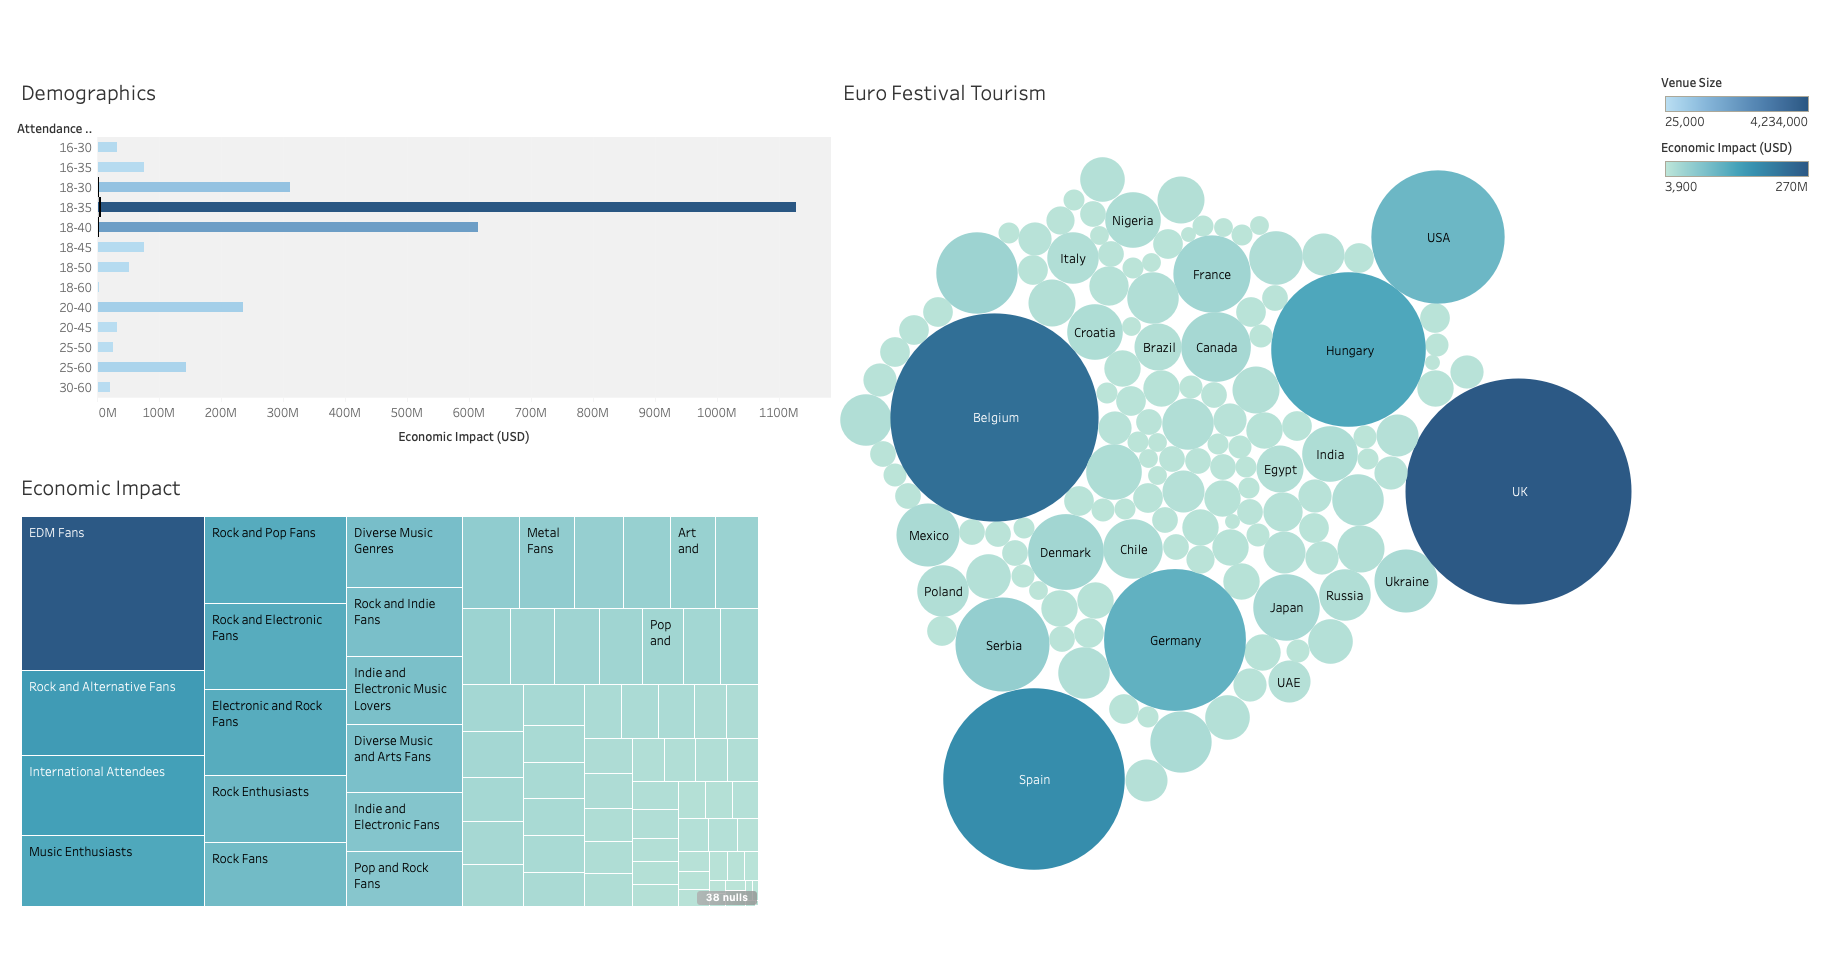 Demographics
Attendance ..
16-30
16-35
18-30
18-35
18-40
18-45
18-50
18-60
20-40
20-45
25-50
25-60
30-60
0M 100M 200M 300M 400M 500M 600M 700M 800M 900M 1000M 1100M
Economic Impact (USD)
Economic Impact
EDM Fans
Rock and Alternative Fans
International Attendees
Music Enthusiasts
Rock and Pop Fans
Rock and Electronic
Fans
Electronic and Rock
Fans
Rock Enthusiasts
Rock Fans
Diverse Music
Genres
Rock and Indie
Fans
Indie and
Electronic Music
Lovers
Diverse Music
and Arts Fans
Indie and
Electronic Fans
Pop and Rock
Fans
Metal
Fans
Art
and
Pop
and
38 nulls
Euro Festival Tourism
Nigeria
USA
Italy
France
Croatia
Brazil
Canada
Hungary
Belgium
India
Egypt
UK
Mexico
Denmark
Chile
Poland
Ukraine
Russia
Japan
Serbia
Germany
UAE
Spain
Venue Size
25,000 4,234,000
Economic Impact (USD)
3,900 270M